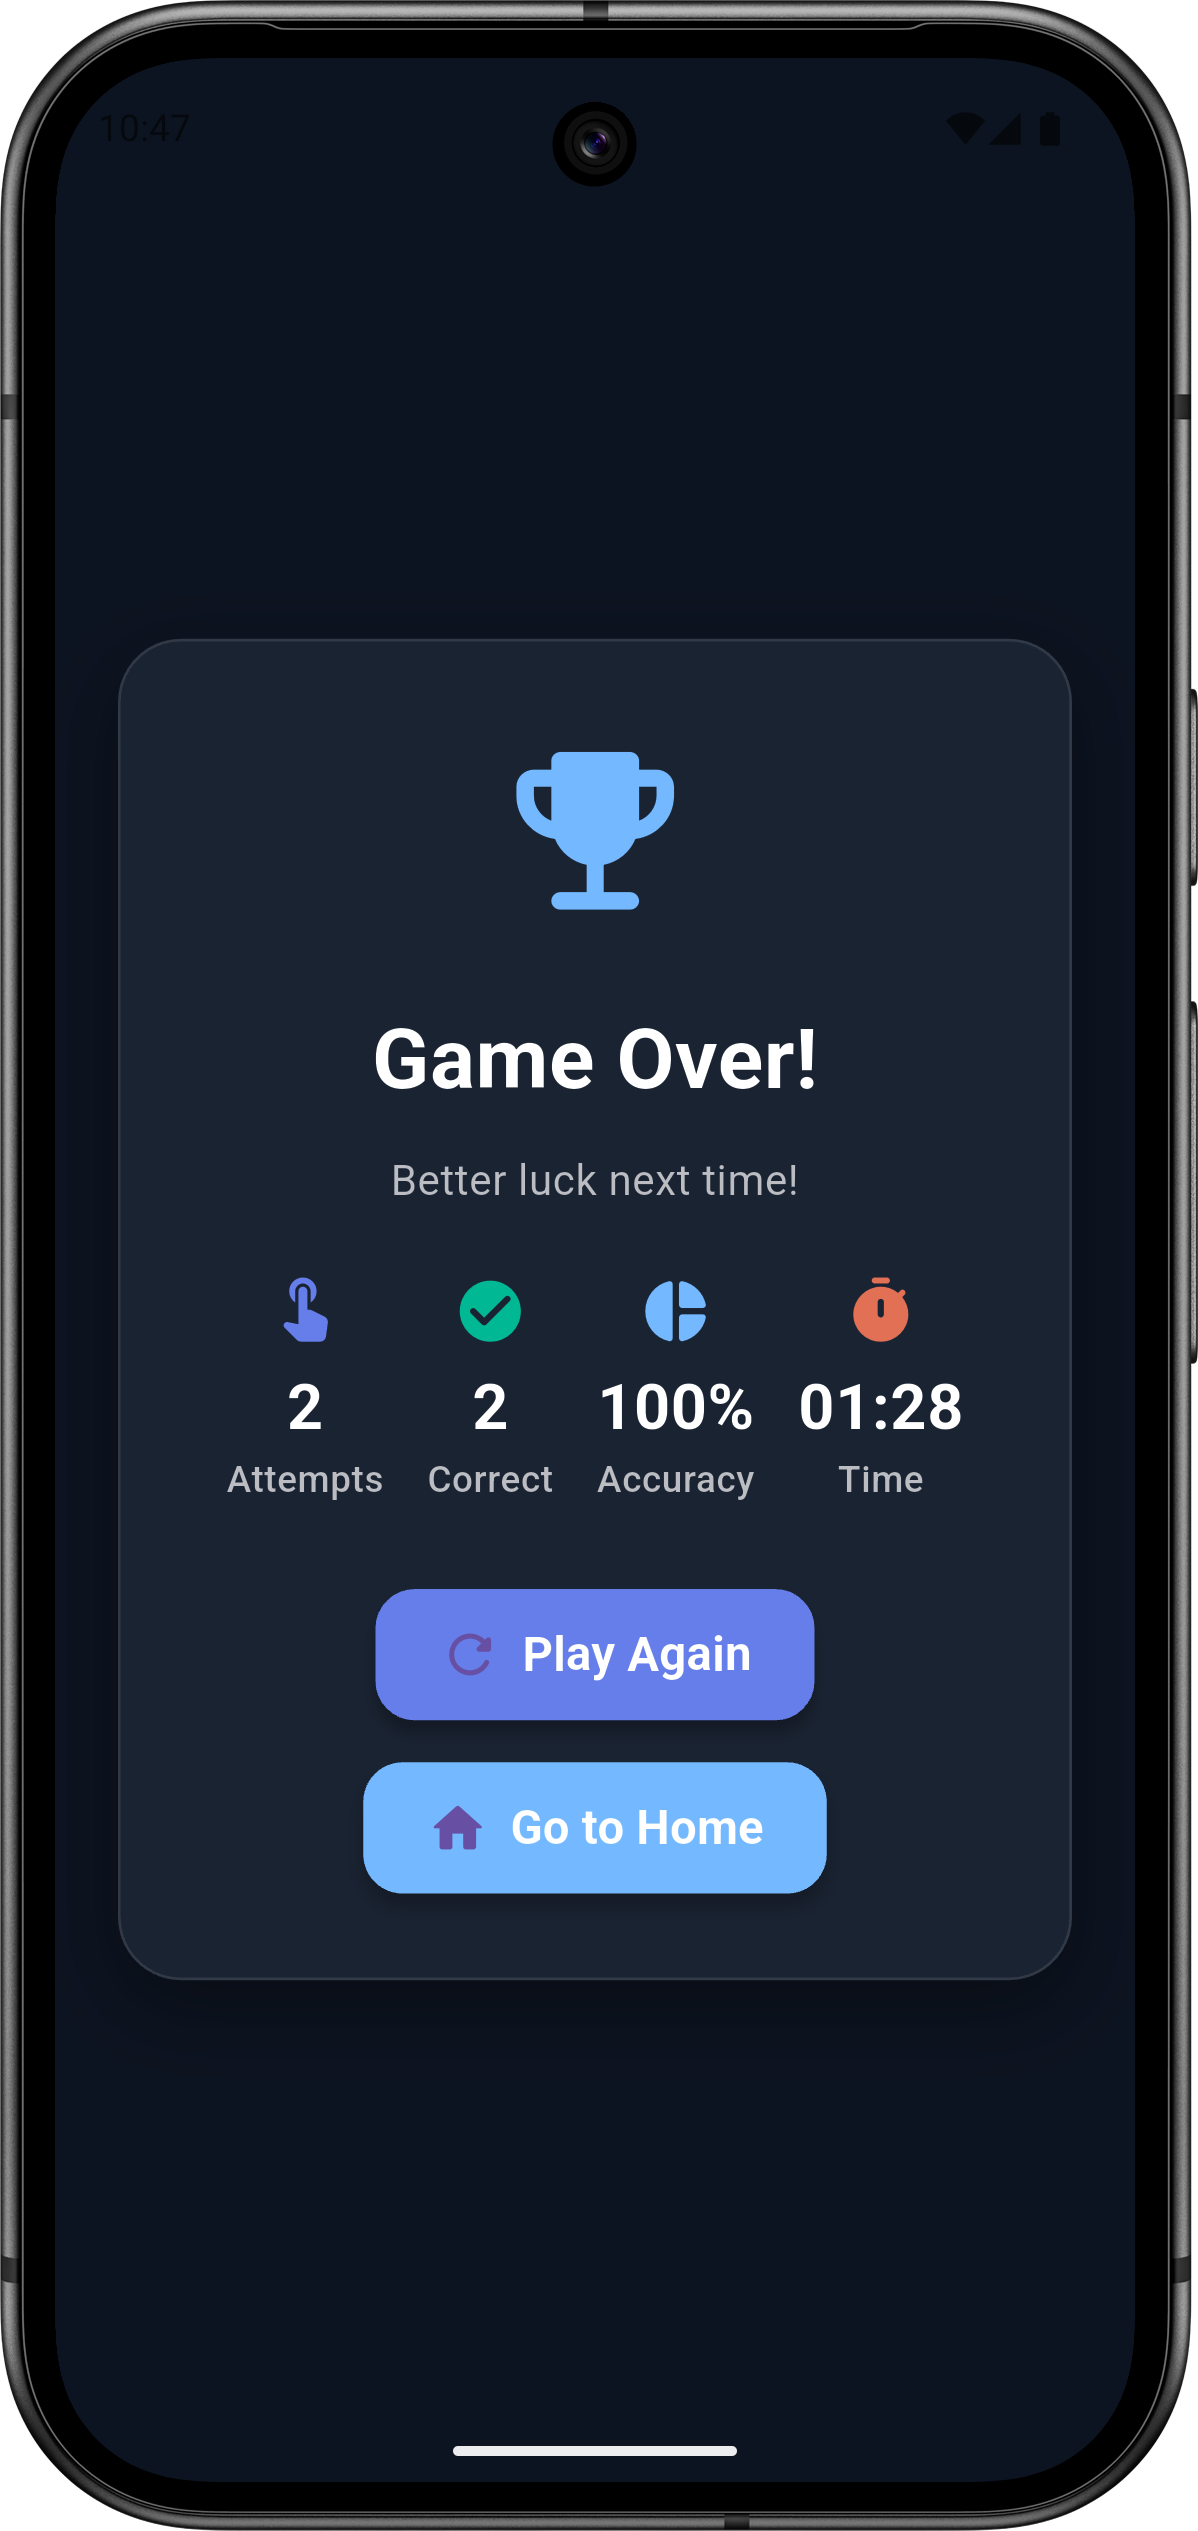 10:47
Game Over!
Better luck next time!
2 2 100% 01:28
Attempts Correct Accuracy Time
Play Again
Go to Home